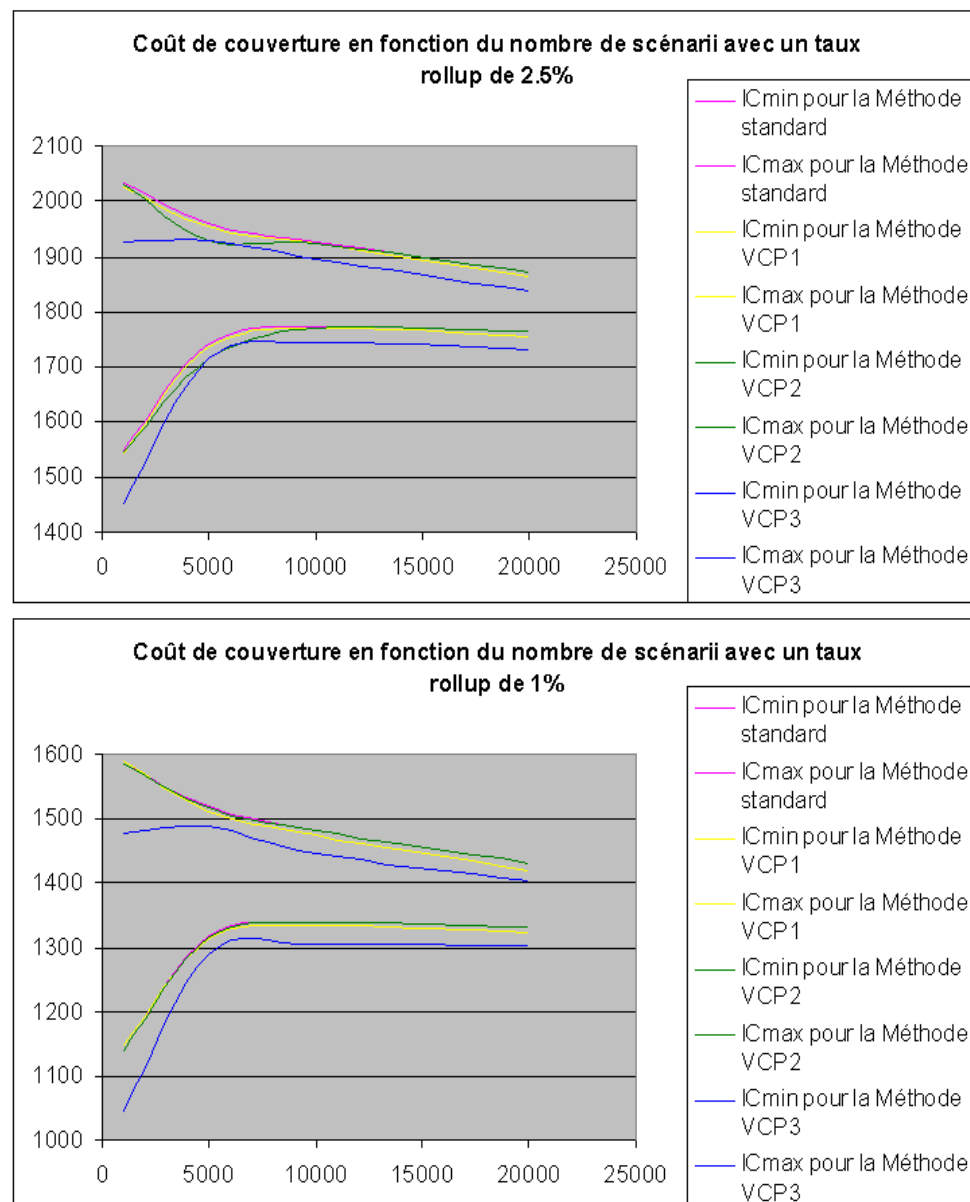 Coût de couverture en fonction du nombre de scénarii avec un taux
rollup de 2.5%
2100
2000
1900
1800
1700
1600
1500
1400
0 5000 10000 15000 20000 25000
ICmin pour la Méthode
standard
ICmax pour la Méthode
standard
ICmin pour la Méthode
VCP1
ICmax pour la Méthode
VCP1
ICmin pour la Méthode
VCP2
ICmax pour la Méthode
VCP2
ICmin pour la Méthode
VCP3
ICmax pour la Méthode
VCP3
Coût de couverture en fonction du nombre de scénarii avec un taux
rollup de 1%
1600
1500
1400
1300
1200
1100
1000
0 5000 10000 15000 20000 25000
ICmin pour la Méthode
standard
ICmax pour la Méthode
standard
ICmin pour la Méthode
VCP1
ICmax pour la Méthode
VCP1
ICmin pour la Méthode
VCP2
ICmax pour la Méthode
VCP2
ICmin pour la Méthode
VCP3
ICmax pour la Méthode
VCP3